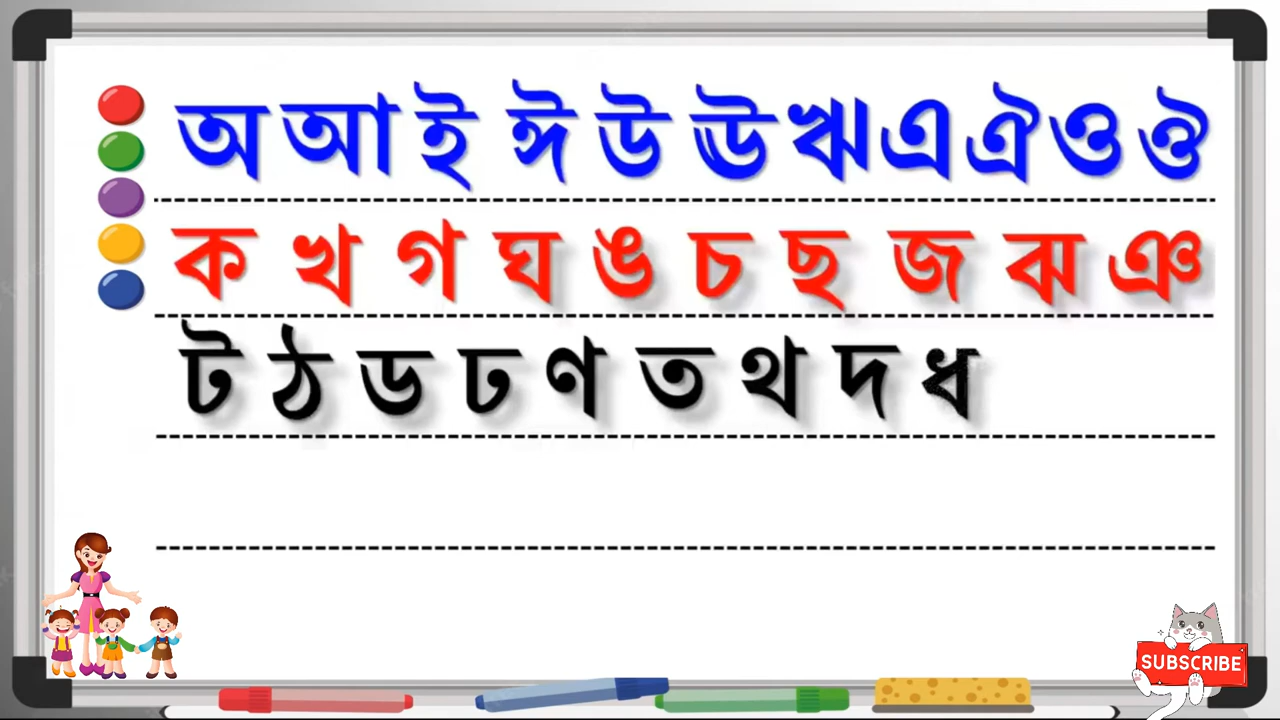 অ আ ই ঈ উ ঊ ঋ এ ঐ ও ঔ
ক খ গ ঘ ঙ চ ছ জ ঝ ঞ
ট ঠ ড ঢ ণ ত থ দ ধ
SUBSCRIBE